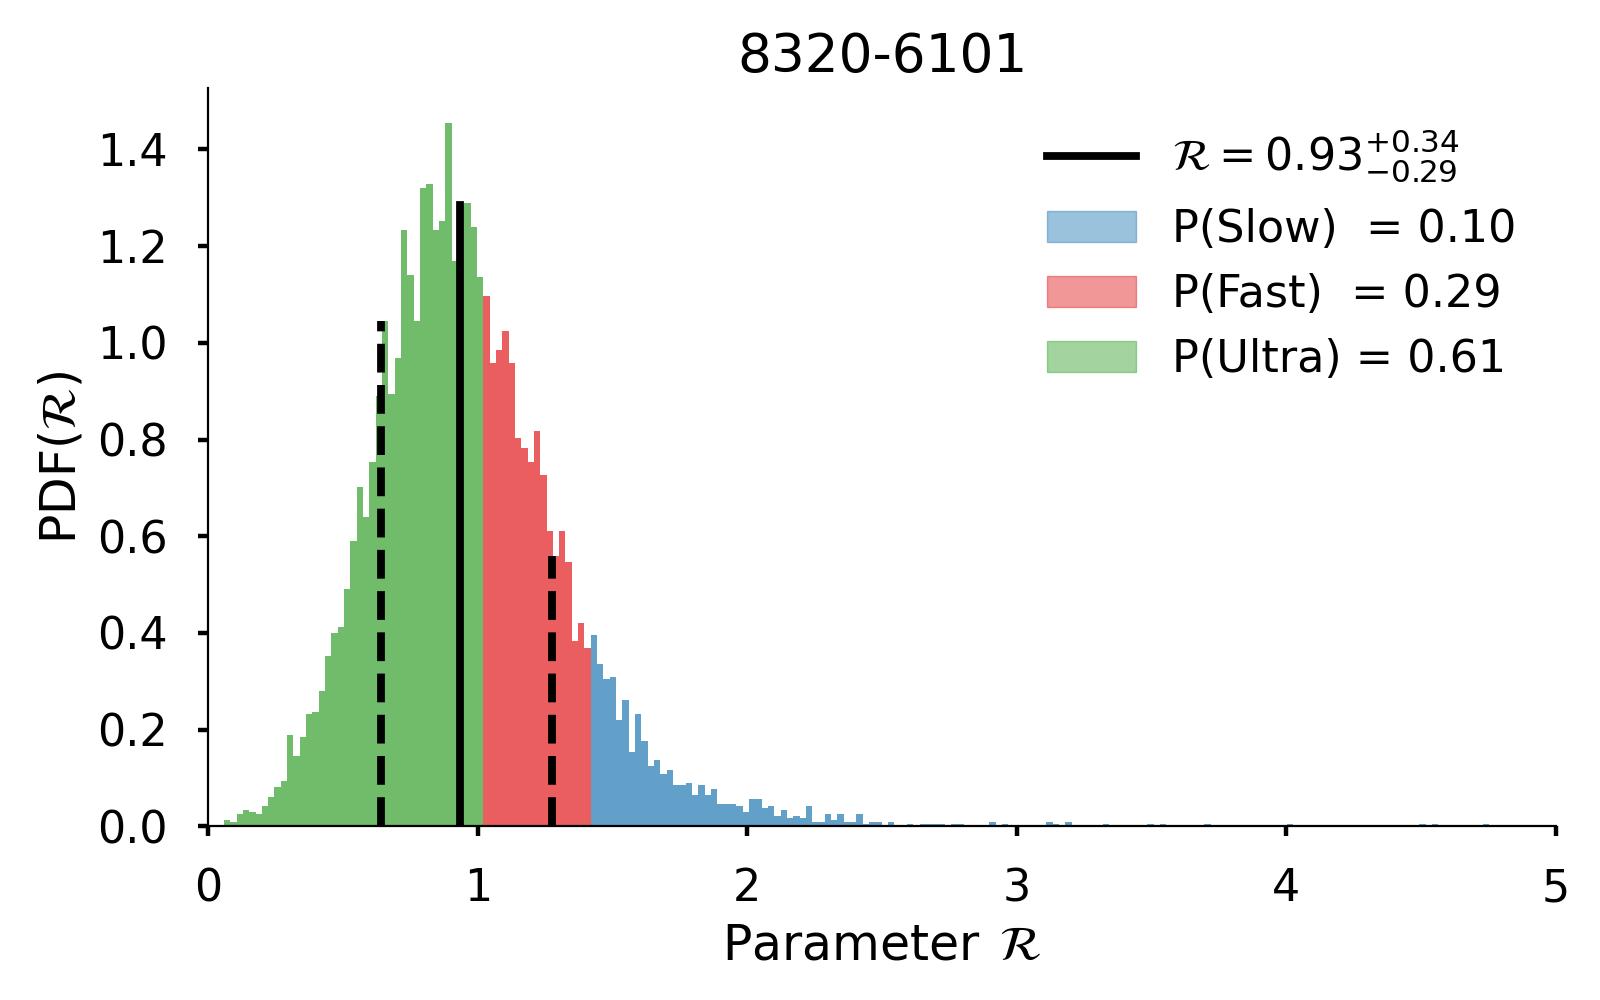 8320-6101
ℛ = 0.93 +0.34 −0.29
P(Slow) = 0.10
P(Fast) = 0.29
P(Ultra) = 0.61
PDF(ℛ)
1.4
1.2
1.0
0.8
0.6
0.4
0.2
0.0
0 1 2 3 4 5
Parameter ℛ